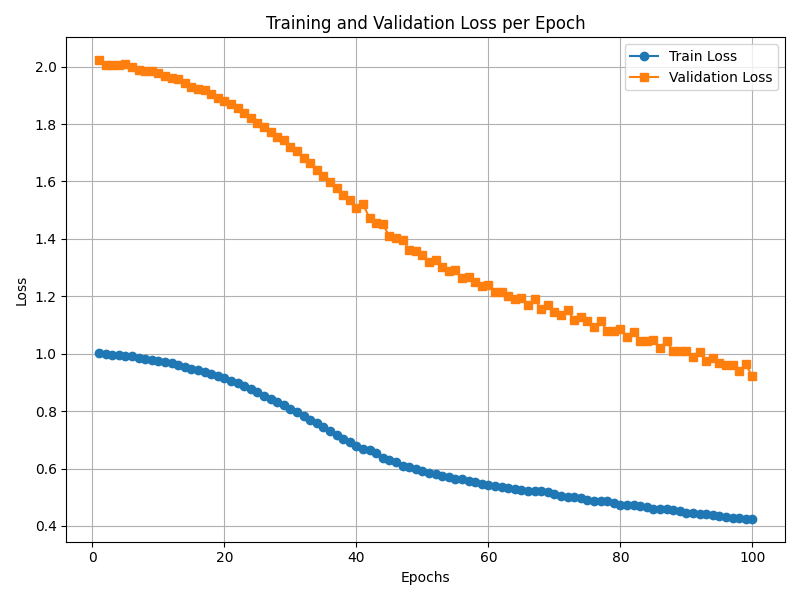 Training and Validation Loss per Epoch
Train Loss
Validation Loss
Loss
2.0
1.8
1.6
1.4
1.2
1.0
0.8
0.6
0.4
0 20 40 60 80 100
Epochs